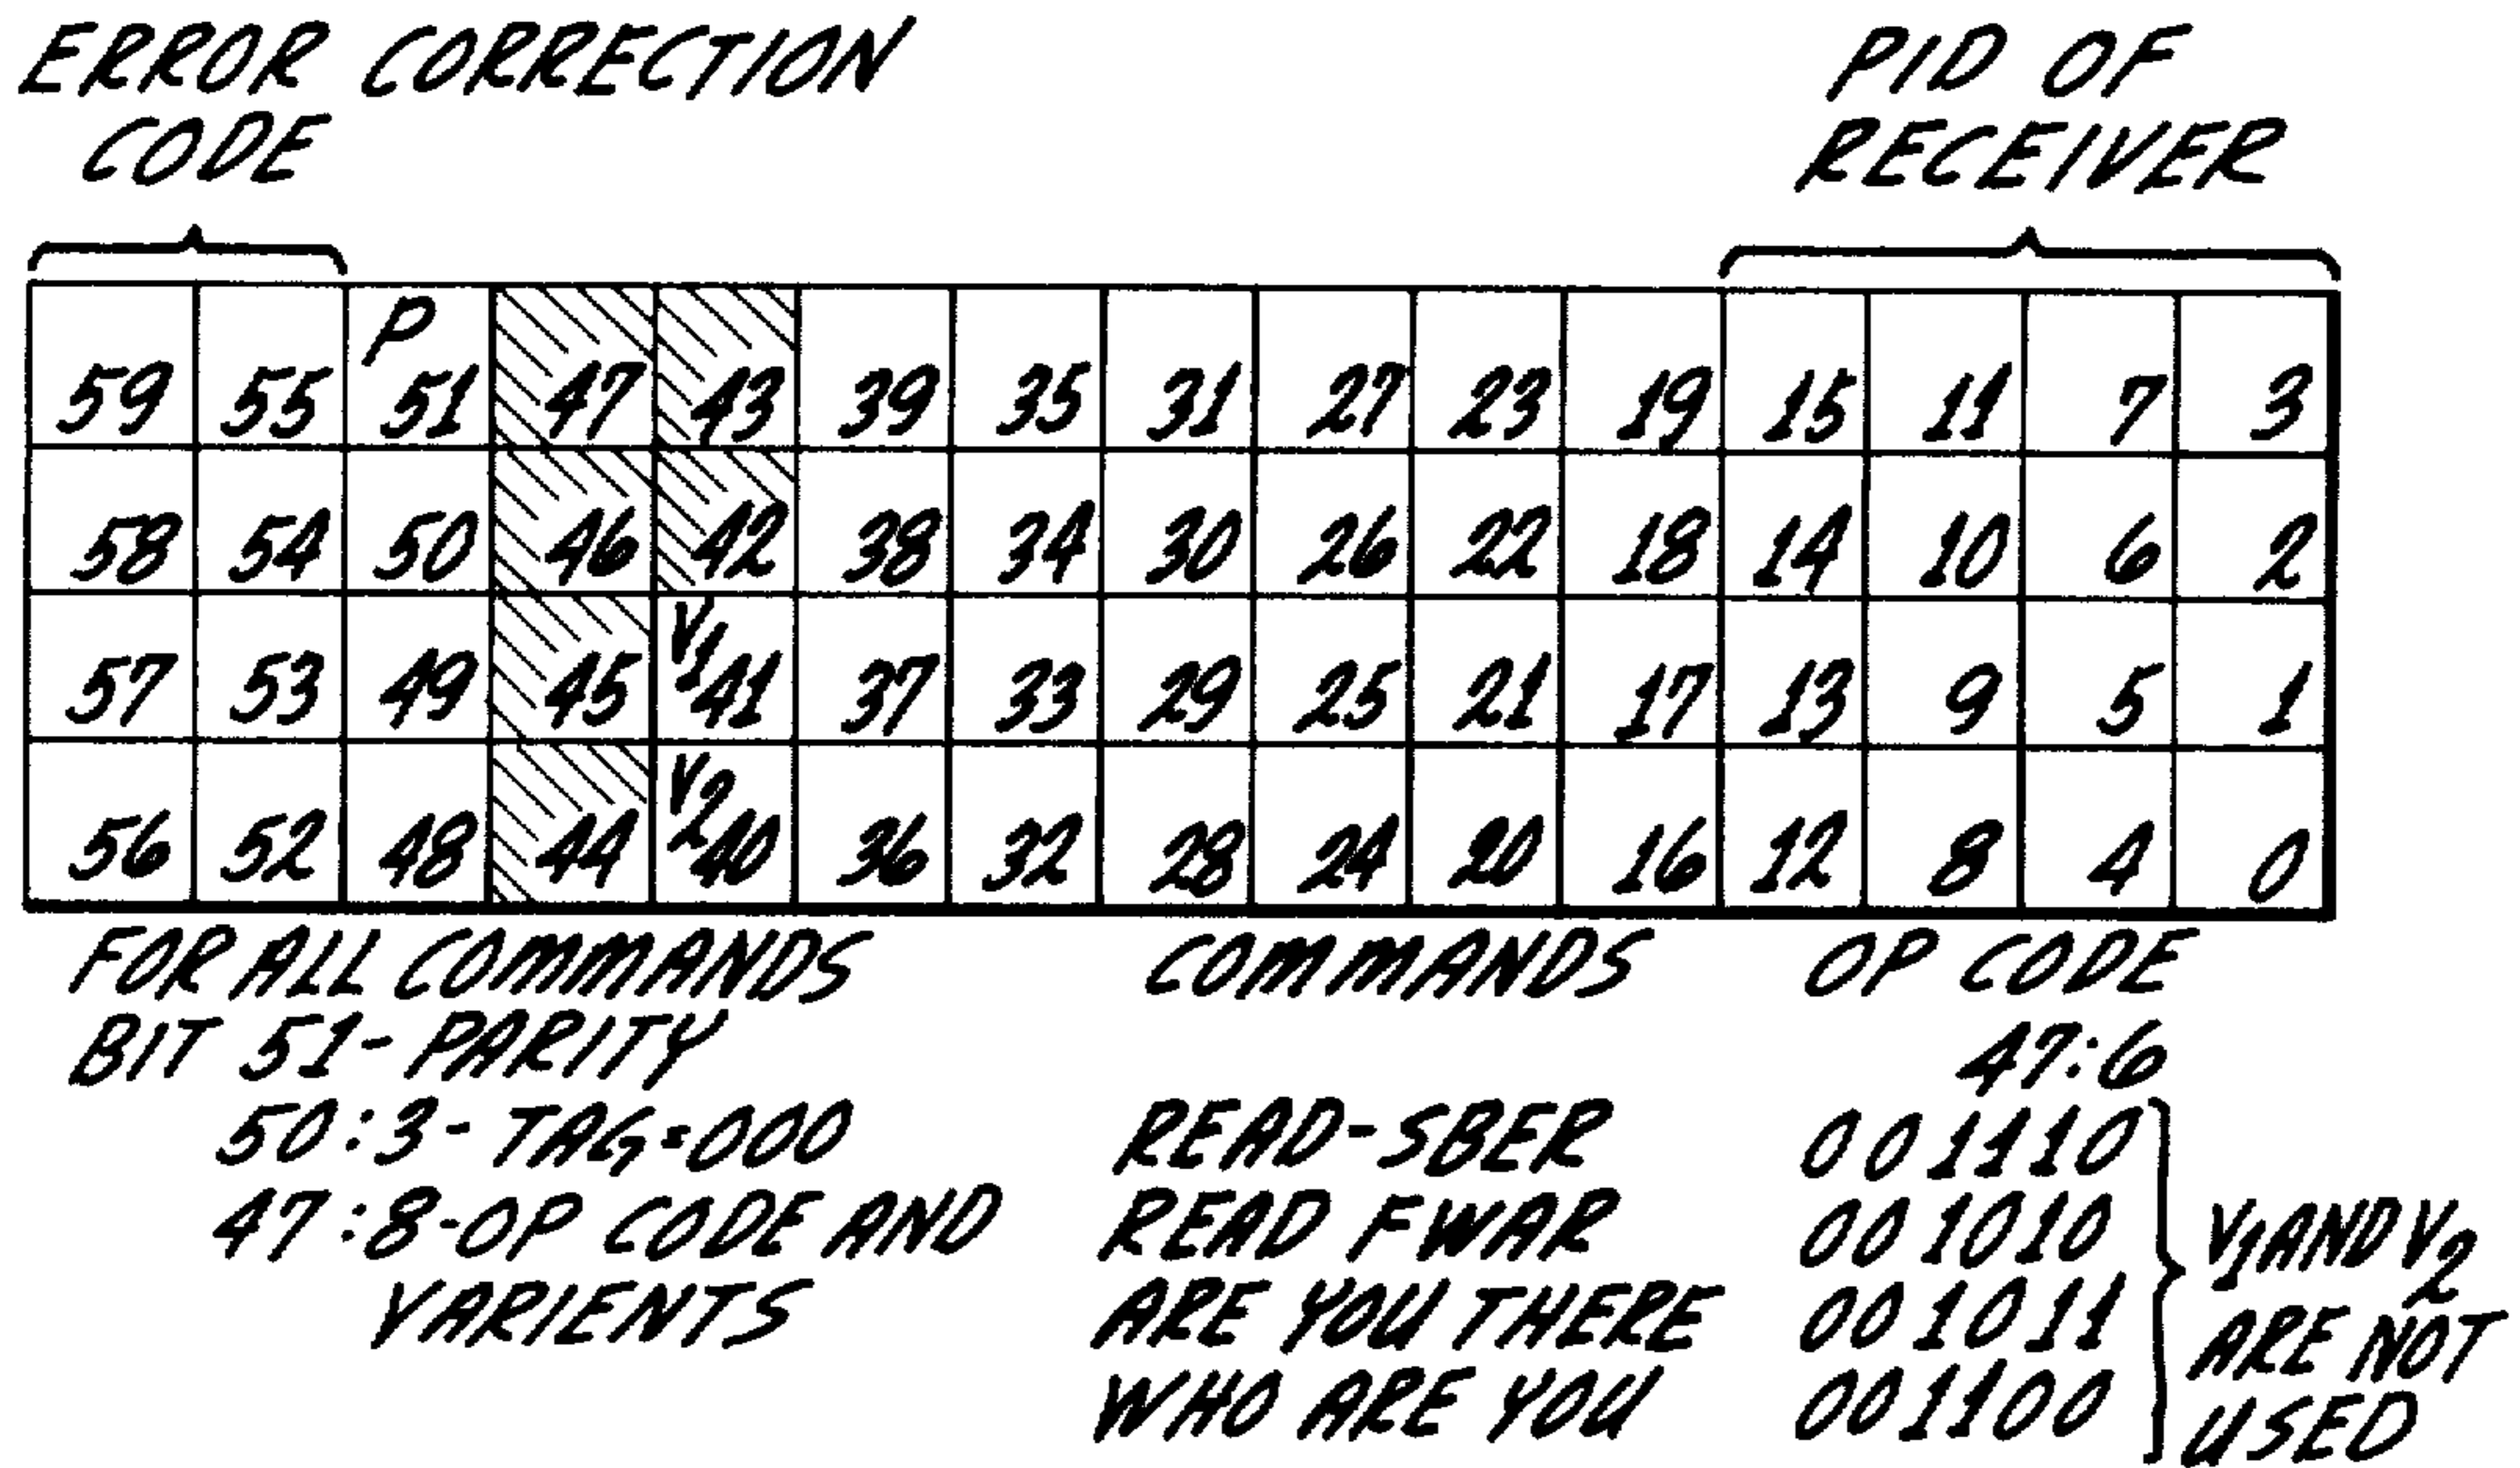 ERROR CORRECTION
CODE
PID OF
RECEIVER
P
59 55 51 47 43 39 35 31 27 23 19 15 11 7 3
58 54 50 46 42 38 34 30 26 22 18 14 10 6 2
V1
57 53 49 45 41 37 33 29 25 21 17 13 9 5 1
V2
56 52 48 44 40 36 32 28 24 20 16 12 8 4 0
FOR ALL COMMANDS
BIT 51- PARITY
50:3- TAG=000
47:8-OP CODE AND
VARIENTS
COMMANDS OP CODE
47:6
READ-SBER 001110
READ FWAR 001010
ARE YOU THERE 001011
WHO ARE YOU 001100
V1 AND V2
ARE NOT
USED